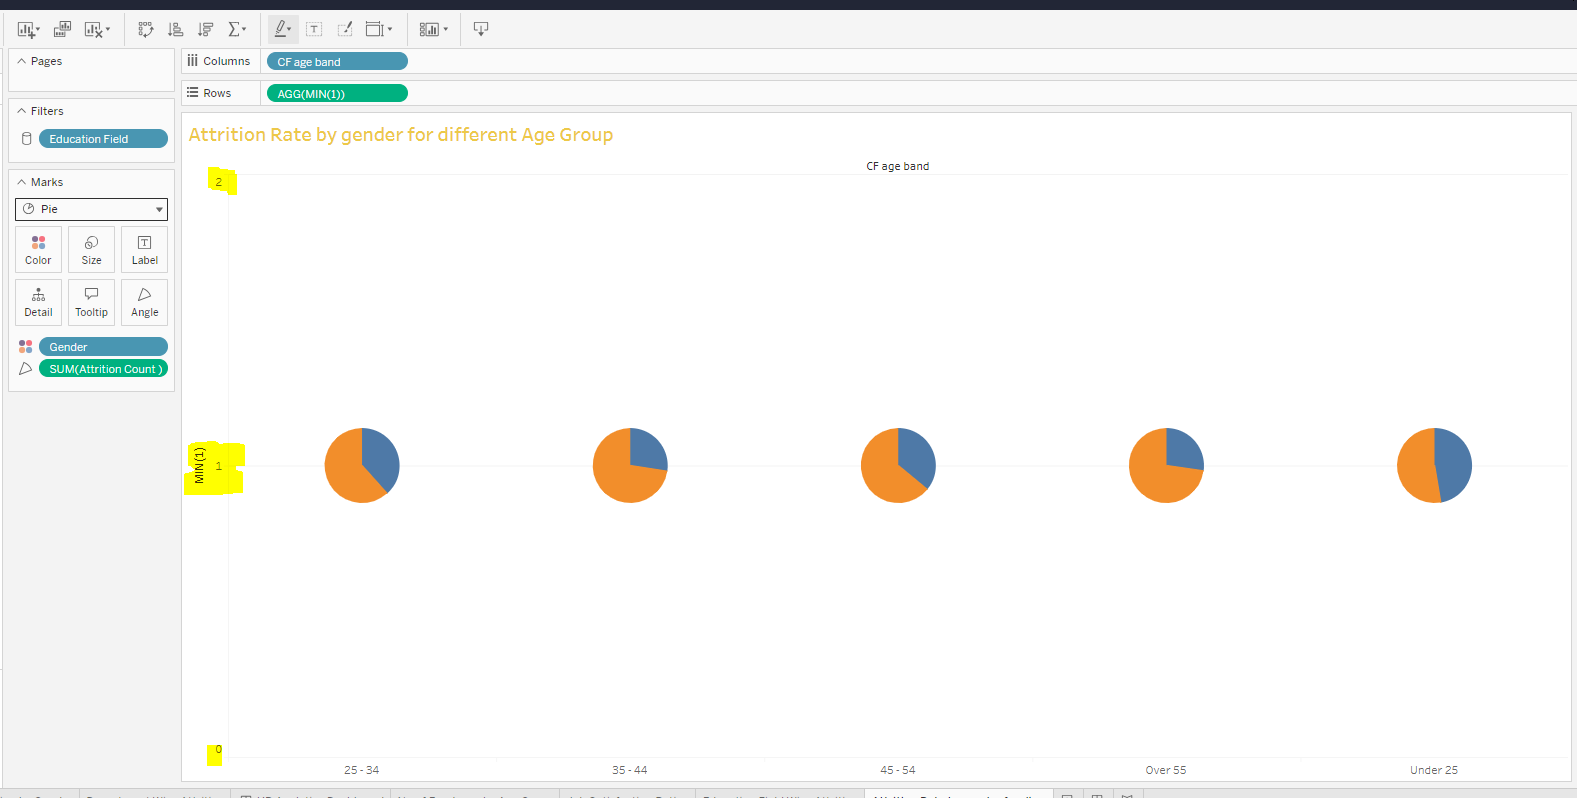 Pages
Columns
CF age band
Rows
AGG(MIN(1))
Filters
Education Field
Marks
Pie
Color
Size
Label
Detail
Tooltip
Angle
Gender
SUM(Attrition Count )
Attrition Rate by gender for different Age Group
CF age band
2
MIN(1)
1
0
25 - 34
35 - 44
45 - 54
Over 55
Under 25